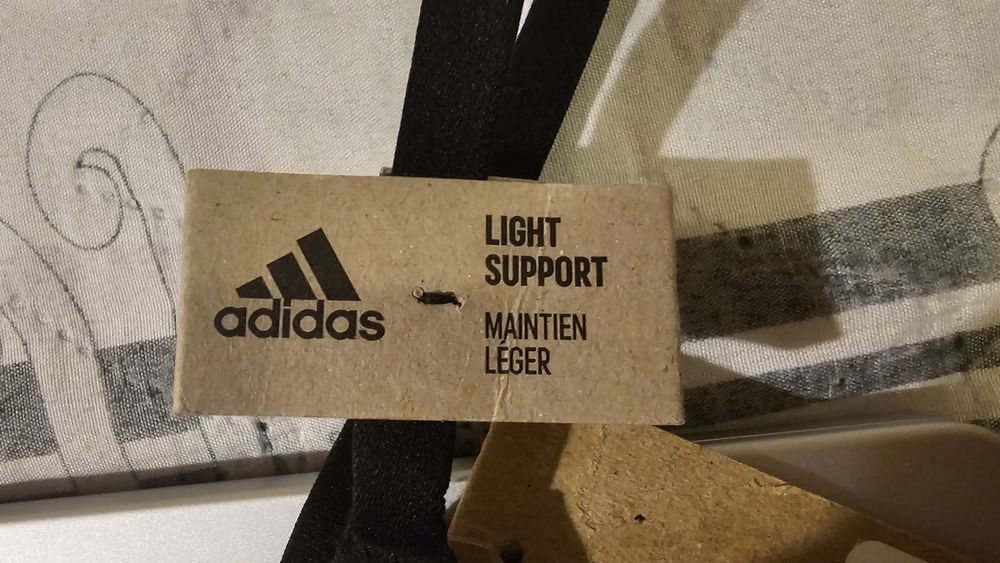 adidas
LIGHT
SUPPORT
MAINTIEN
LÉGER